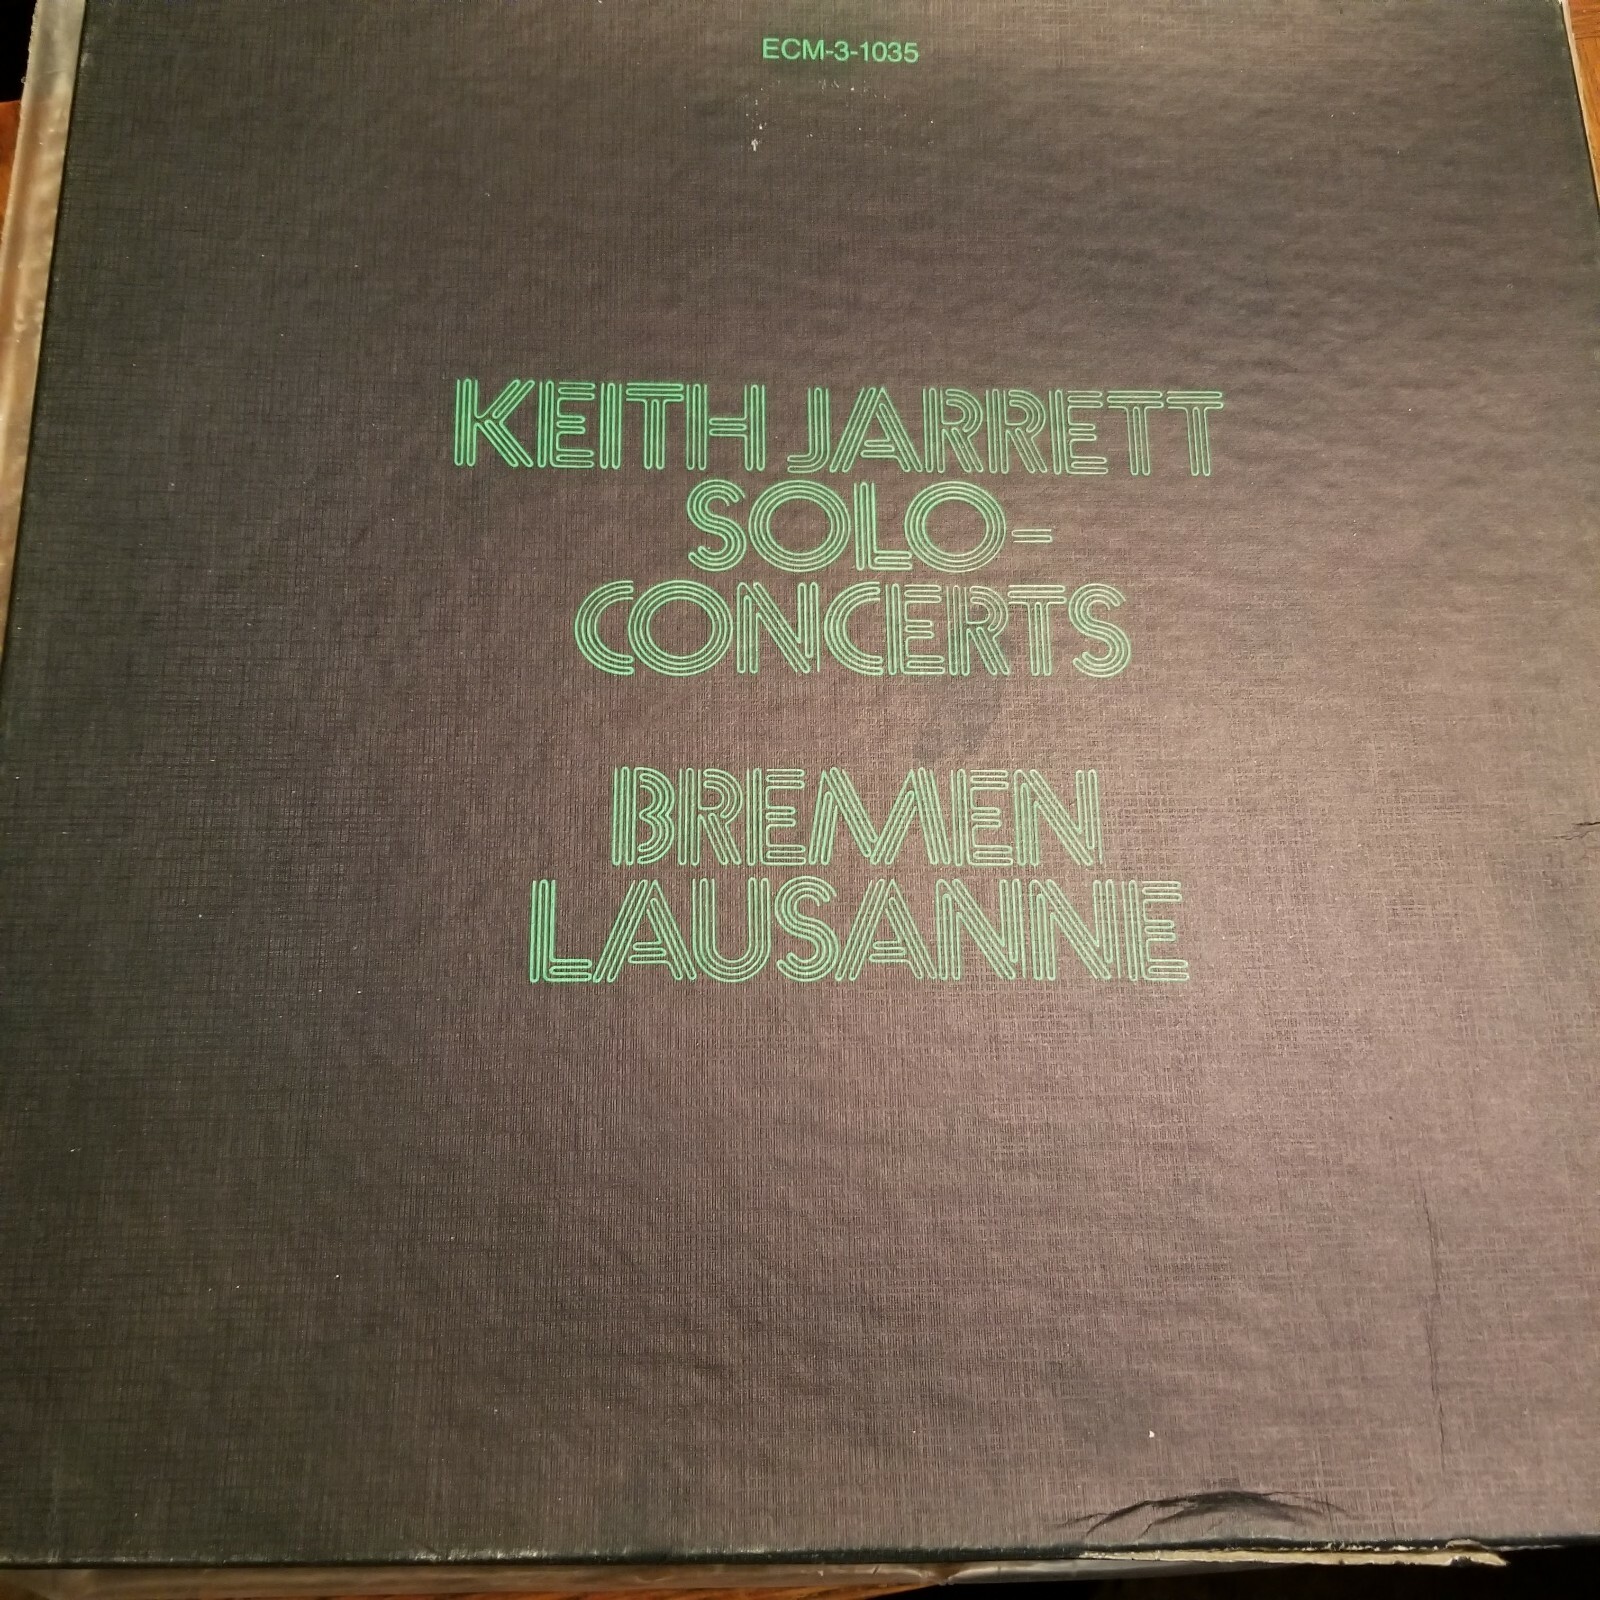 ECM-3-1035
KEITH JARRETT
SOLO-
CONCERTS
BREMEN
LAUSANNE